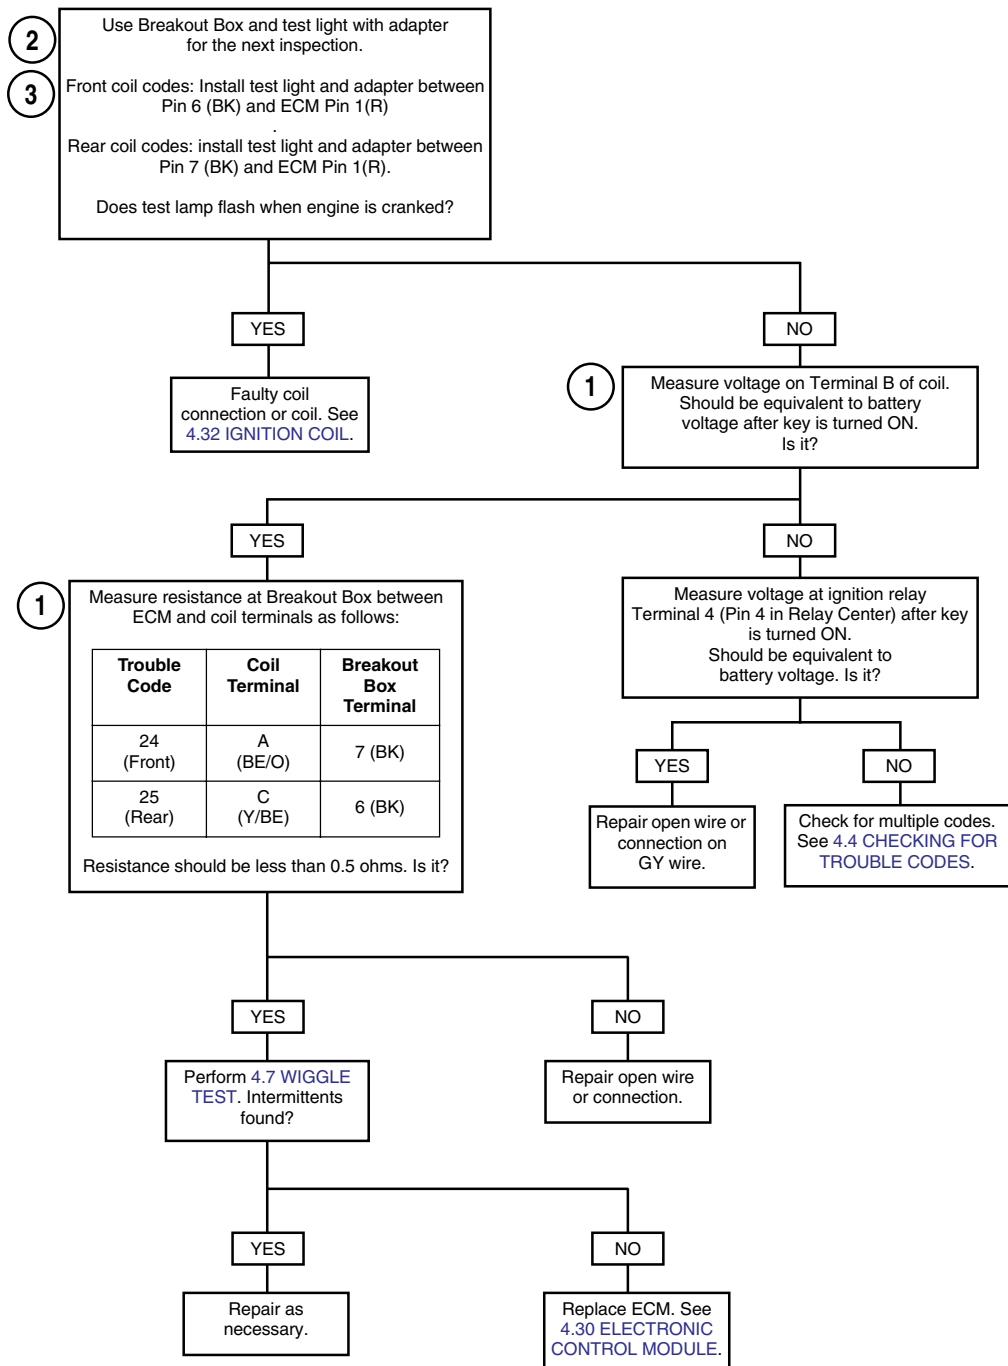 2
Use Breakout Box and test light with adapter
for the next inspection.
3
Front coil codes: Install test light and adapter between
Pin 6 (BK) and ECM Pin 1(R)
.
Rear coil codes: install test light and adapter between
Pin 7 (BK) and ECM Pin 1(R).
Does test lamp flash when engine is cranked?
YES
NO
Faulty coil
connection or coil. See
4.32 IGNITION COIL.
1
Measure voltage on Terminal B of coil.
Should be equivalent to battery
voltage after key is turned ON.
Is it?
YES
NO
1
Measure resistance at Breakout Box between
ECM and coil terminals as follows:
Trouble Code
Coil Terminal
Breakout Box Terminal
24 (Front)
A (BE/O)
7 (BK)
25 (Rear)
C (Y/BE)
6 (BK)
Resistance should be less than 0.5 ohms. Is it?
Measure voltage at ignition relay
Terminal 4 (Pin 4 in Relay Center) after key
is turned ON.
Should be equivalent to
battery voltage. Is it?
YES
NO
Repair open wire or
connection on
GY wire.
Check for multiple codes.
See 4.4 CHECKING FOR
TROUBLE CODES.
YES
NO
Perform 4.7 WIGGLE
TEST. Intermittents
found?
Repair open wire
or connection.
YES
NO
Repair as
necessary.
Replace ECM. See
4.30 ELECTRONIC
CONTROL MODULE.